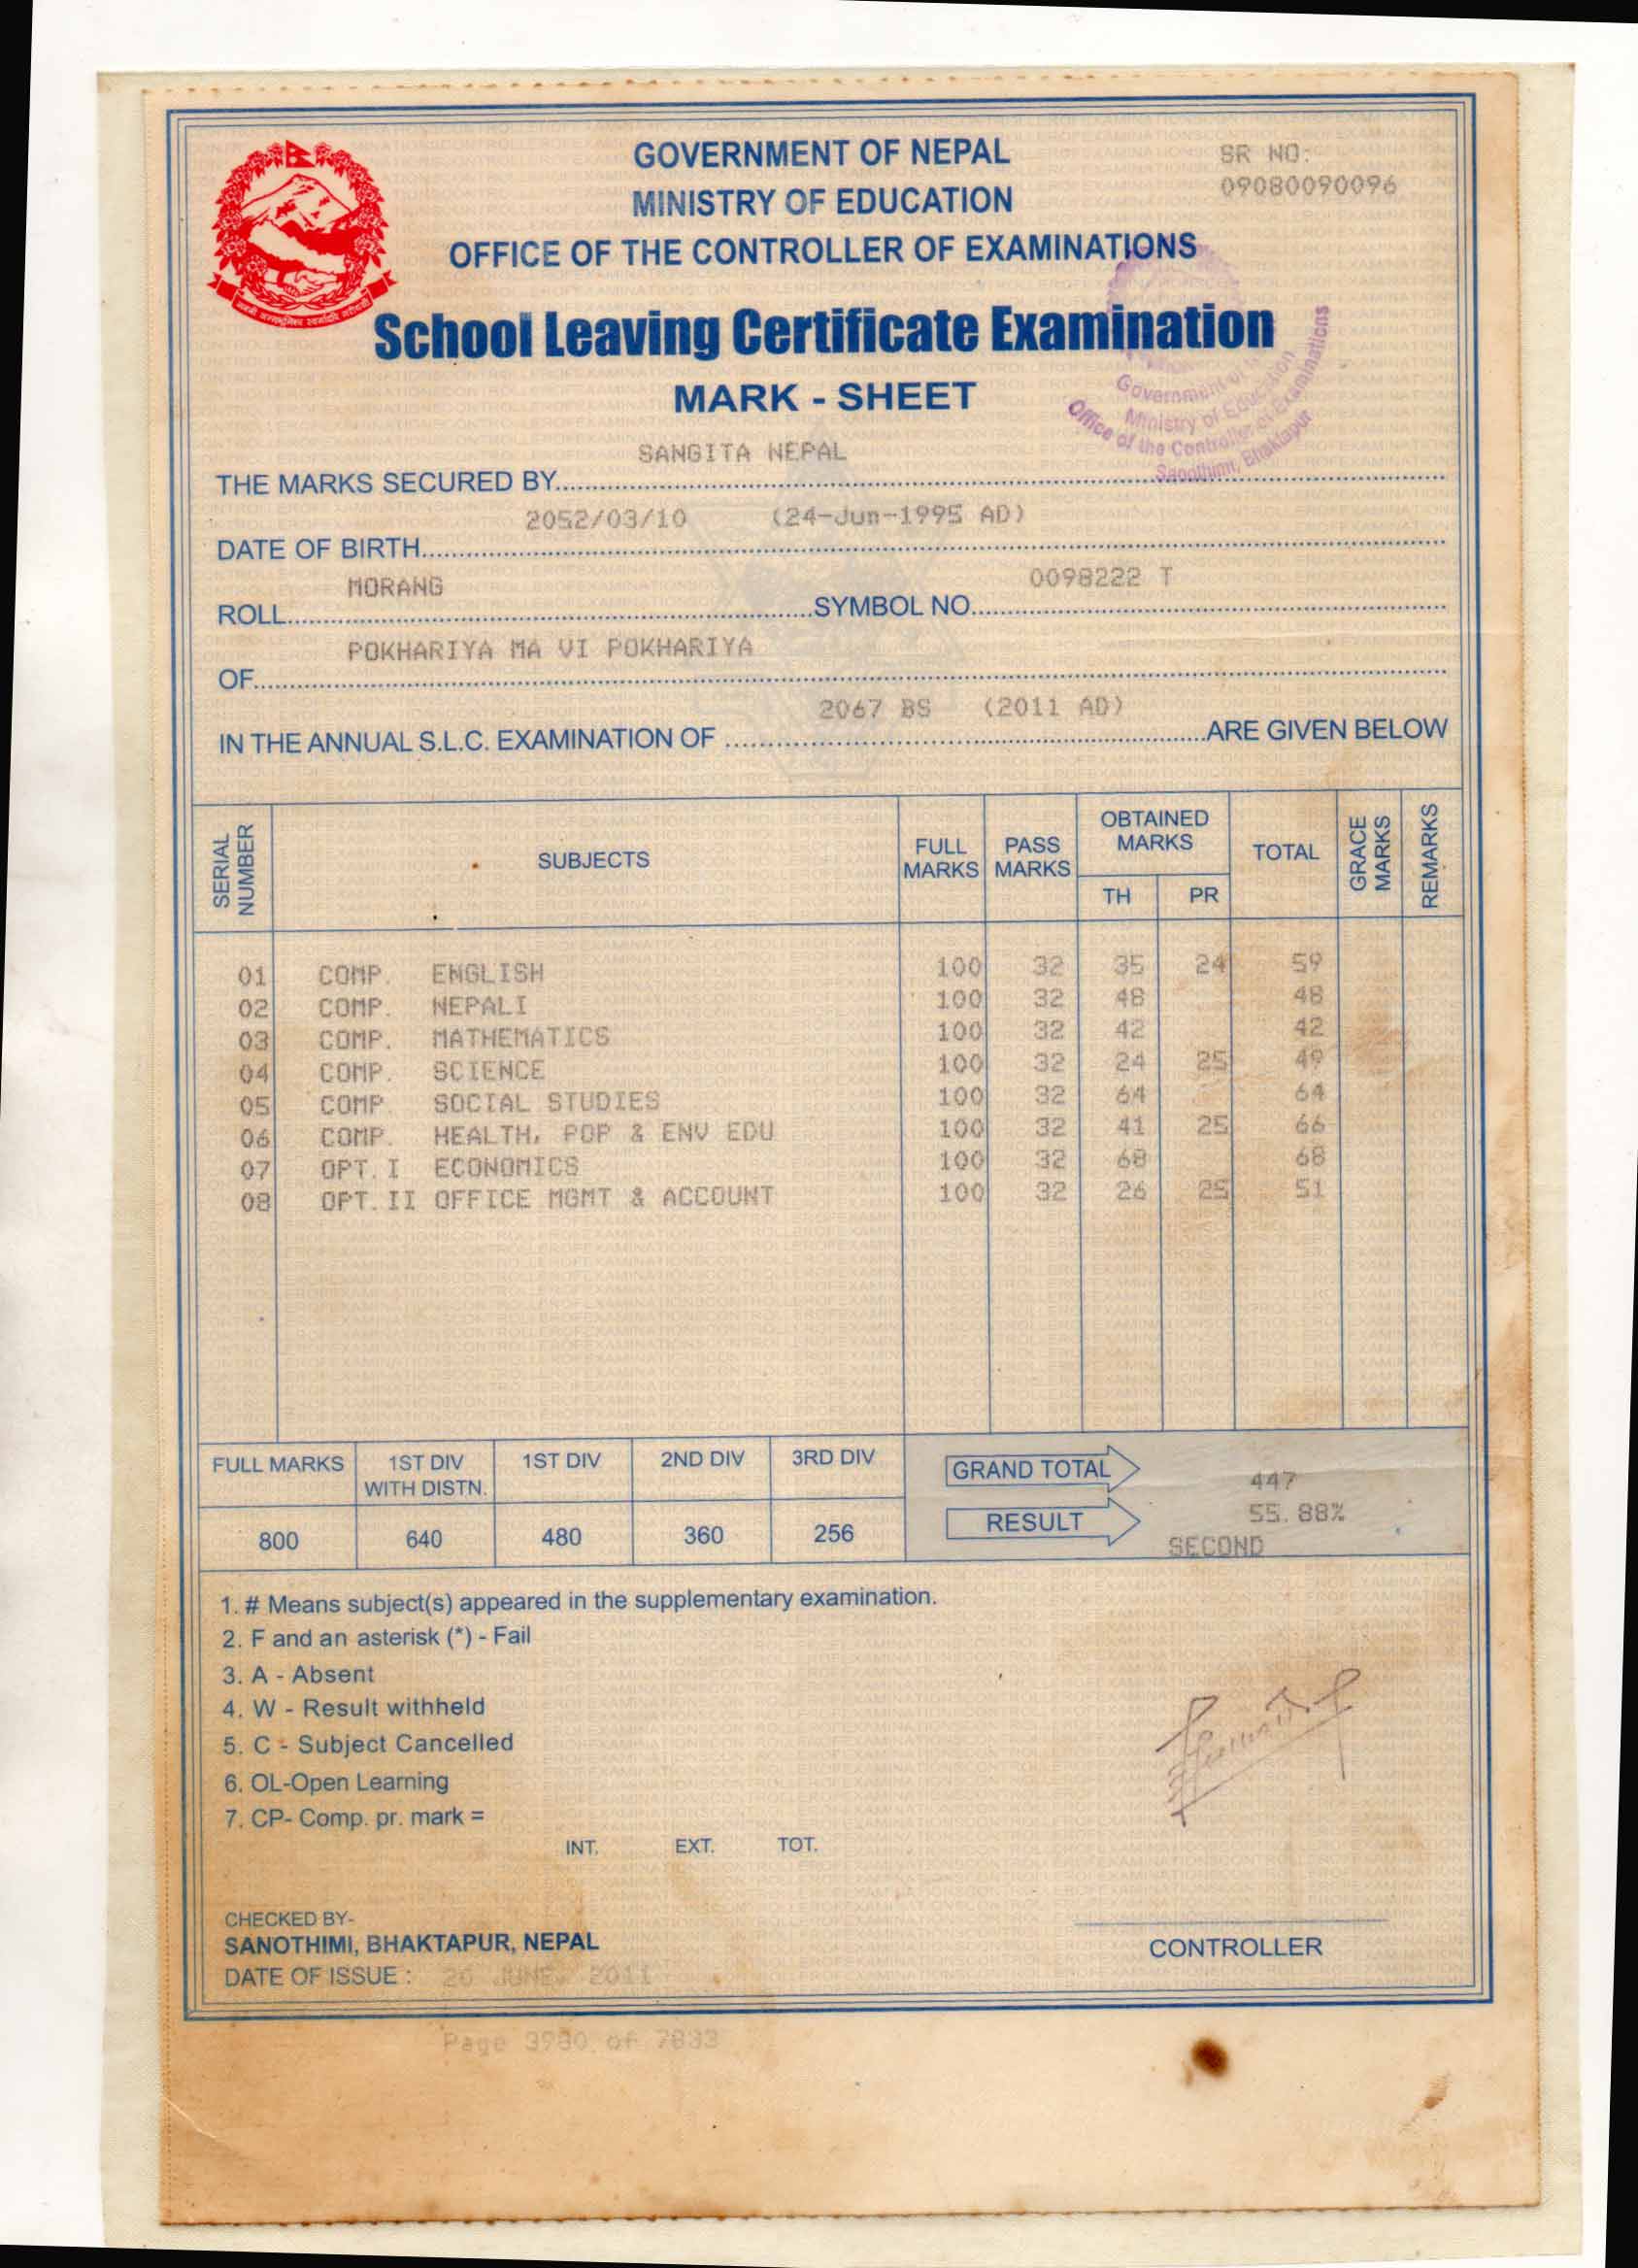 GOVERNMENT OF NEPAL
SR NO:
09080090096
MINISTRY OF EDUCATION
OFFICE OF THE CONTROLLER OF EXAMINATIONS
School Leaving Certificate Examination
MARK - SHEET
Government of
Ministry of Education
Office of the Controller of Examinations
Sanothimi, Bhaktapur
SANGITA NEPAL
THE MARKS SECURED BY
2052/03/10 (24-Jun-1995 AD)
DATE OF BIRTH
MORANG 0098222 T
ROLL SYMBOL NO.
POKHARIYA MA VI POKHARIYA
OF
2067 BS (2011 AD)
IN THE ANNUAL S.L.C. EXAMINATION OF ARE GIVEN BELOW
SERIAL NUMBER SUBJECTS FULL MARKS PASS MARKS OBTAINED MARKS TH PR TOTAL GRACE MARKS REMARKS
01 COMP. ENGLISH 100 32 35 24 59
02 COMP. NEPALI 100 32 48 48
03 COMP. MATHEMATICS 100 32 42 42
04 COMP. SCIENCE 100 32 24 25 49
05 COMP. SOCIAL STUDIES 100 32 64 64
06 COMP. HEALTH, POP & ENV EDU 100 32 41 25 66
07 OPT. I ECONOMICS 100 32 68 68
08 OPT. II OFFICE MGMT & ACCOUNT 100 32 26 25 51
FULL MARKS 1ST DIV WITH DISTN. 1ST DIV 2ND DIV 3RD DIV GRAND TOTAL 447
55.88%
800 640 480 360 256 RESULT SECOND
1. # Means subject(s) appeared in the supplementary examination.
2. F and an asterisk (*) - Fail
3. A - Absent
4. W - Result withheld
5. C - Subject Cancelled
6. OL-Open Learning
7. CP- Comp. pr. mark =
INT. EXT. TOT.
CHECKED BY-
SANOTHIMI, BHAKTAPUR, NEPAL
CONTROLLER
DATE OF ISSUE : 26 JUNE, 2011
Page 3980 of 7833